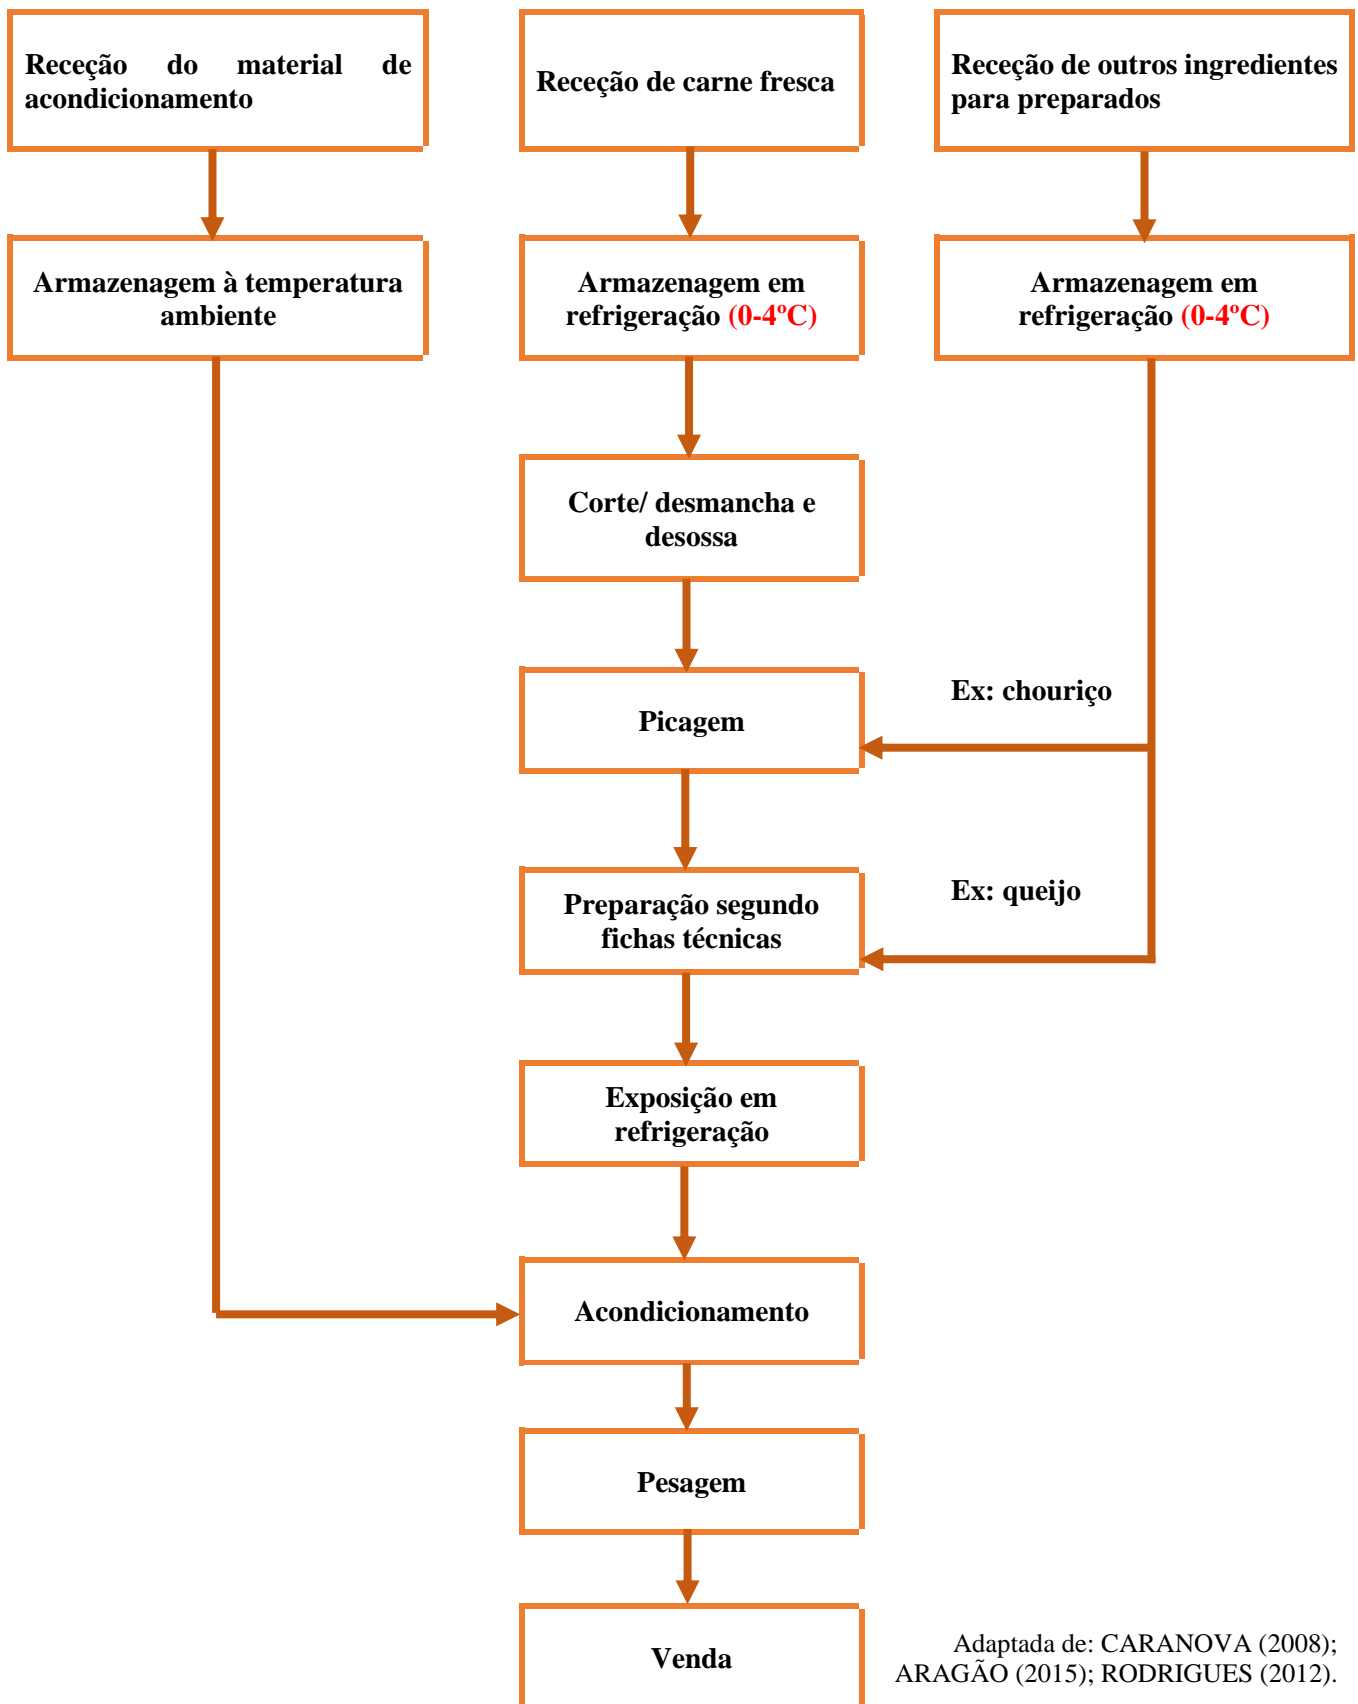 Receção do material de
acondicionamento
Receção de carne fresca
Receção de outros ingredientes
para preparados
Armazenagem à temperatura
ambiente
Armazenagem em
refrigeração (0-4ºC)
Armazenagem em
refrigeração (0-4ºC)
Corte/ desmancha e
desossa
Ex: chouriço
Picagem
Ex: queijo
Preparação segundo
fichas técnicas
Exposição em
refrigeração
Acondicionamento
Pesagem
Venda
Adaptada de: CARANOVA (2008);
ARAGÃO (2015); RODRIGUES (2012).